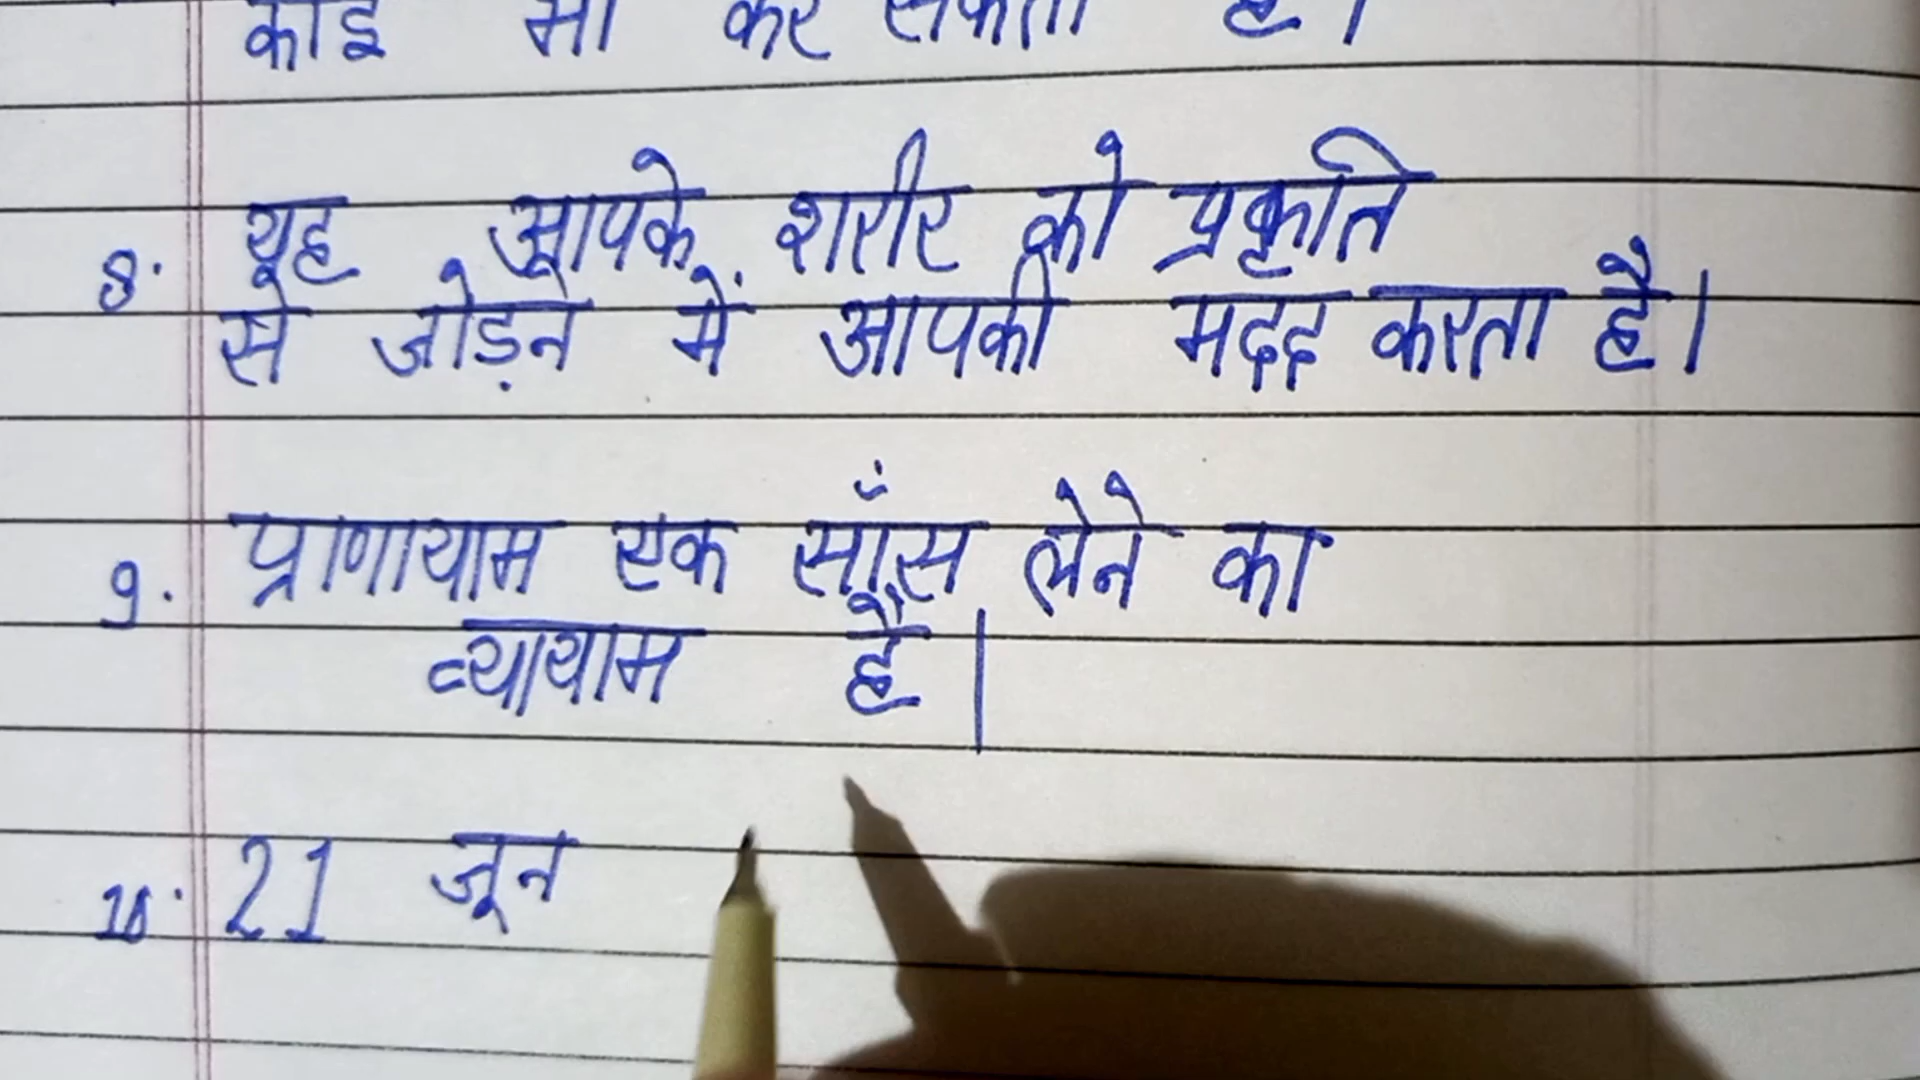 कोई भी कर सकता है।
8. यह आपके शरीर को प्रकृति
से जोड़ने में आपकी मदद करता है।
9. प्राणायाम एक साँस लेने का
व्यायाम है।
10. 21 जून